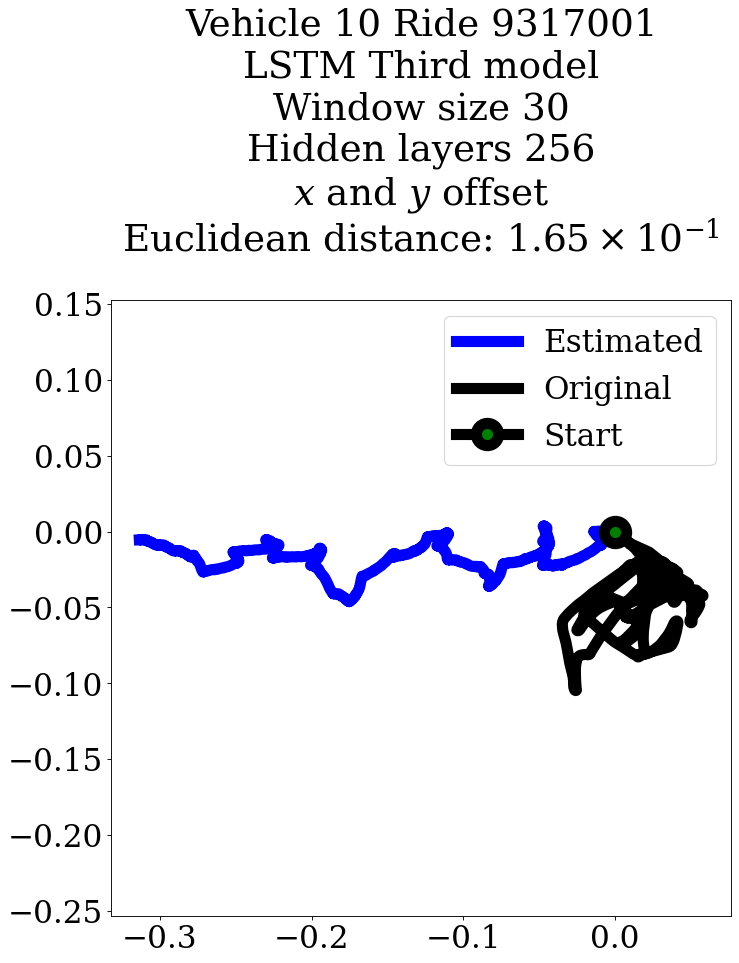 Vehicle 10 Ride 9317001
LSTM Third model
Window size 30
Hidden layers 256
x and y offset
Euclidean distance: 1.65 × 10⁻¹
Estimated
Original
Start
0.15
0.10
0.05
0.00
−0.05
−0.10
−0.15
−0.20
−0.25
−0.3 −0.2 −0.1 0.0